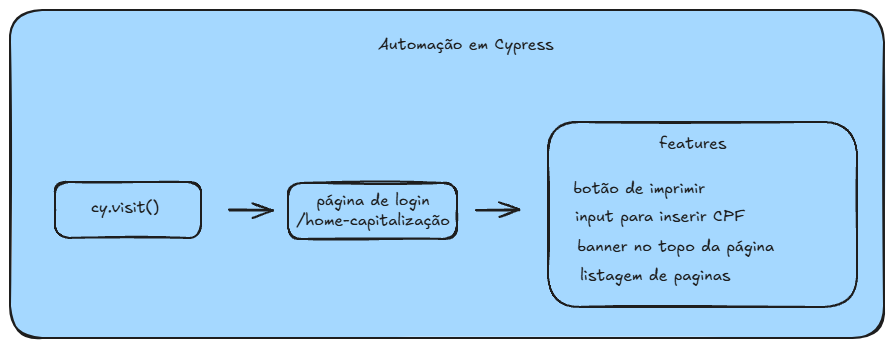 Automação em Cypress
cy.visit()
página de login
/home-capitalização
features
botão de imprimir
input para inserir CPF
banner no topo da página
listagem de paginas